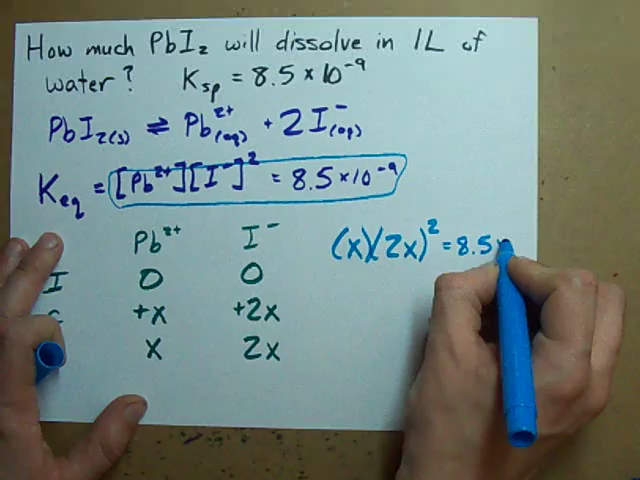 How much PbI₂ will dissolve in 1L of
water? Ksp = 8.5 × 10⁻⁹
PbI₂(s) ⇌ Pb²⁺(aq) + 2 I⁻(aq)
Keq = [Pb²⁺][I⁻]² = 8.5 × 10⁻⁹
Pb²⁺ I⁻
I 0 0
+x +2x
x 2x
(x)(2x)² = 8.5